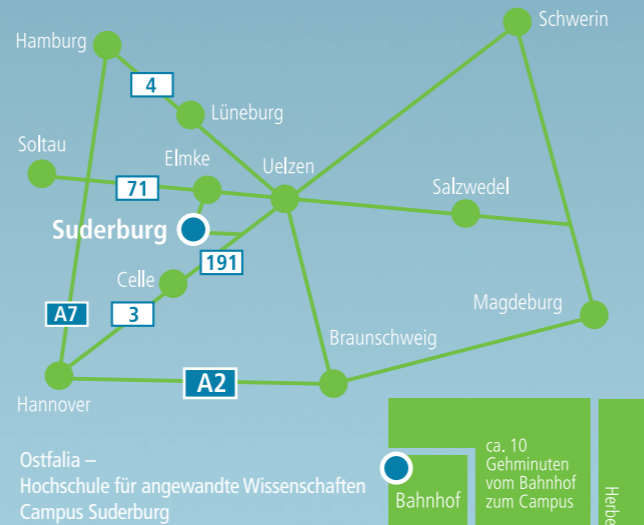 Schwerin
Hamburg
4
Lüneburg
Soltau
Elmke
Uelzen
71
Salzwedel
Suderburg
191
Celle
A7
3
Magdeburg
Braunschweig
A2
Hannover
Ostfalia –
Hochschule für angewandte Wissenschaften
Campus Suderburg
Bahnhof
ca. 10
Gehminuten
vom Bahnhof
zum Campus